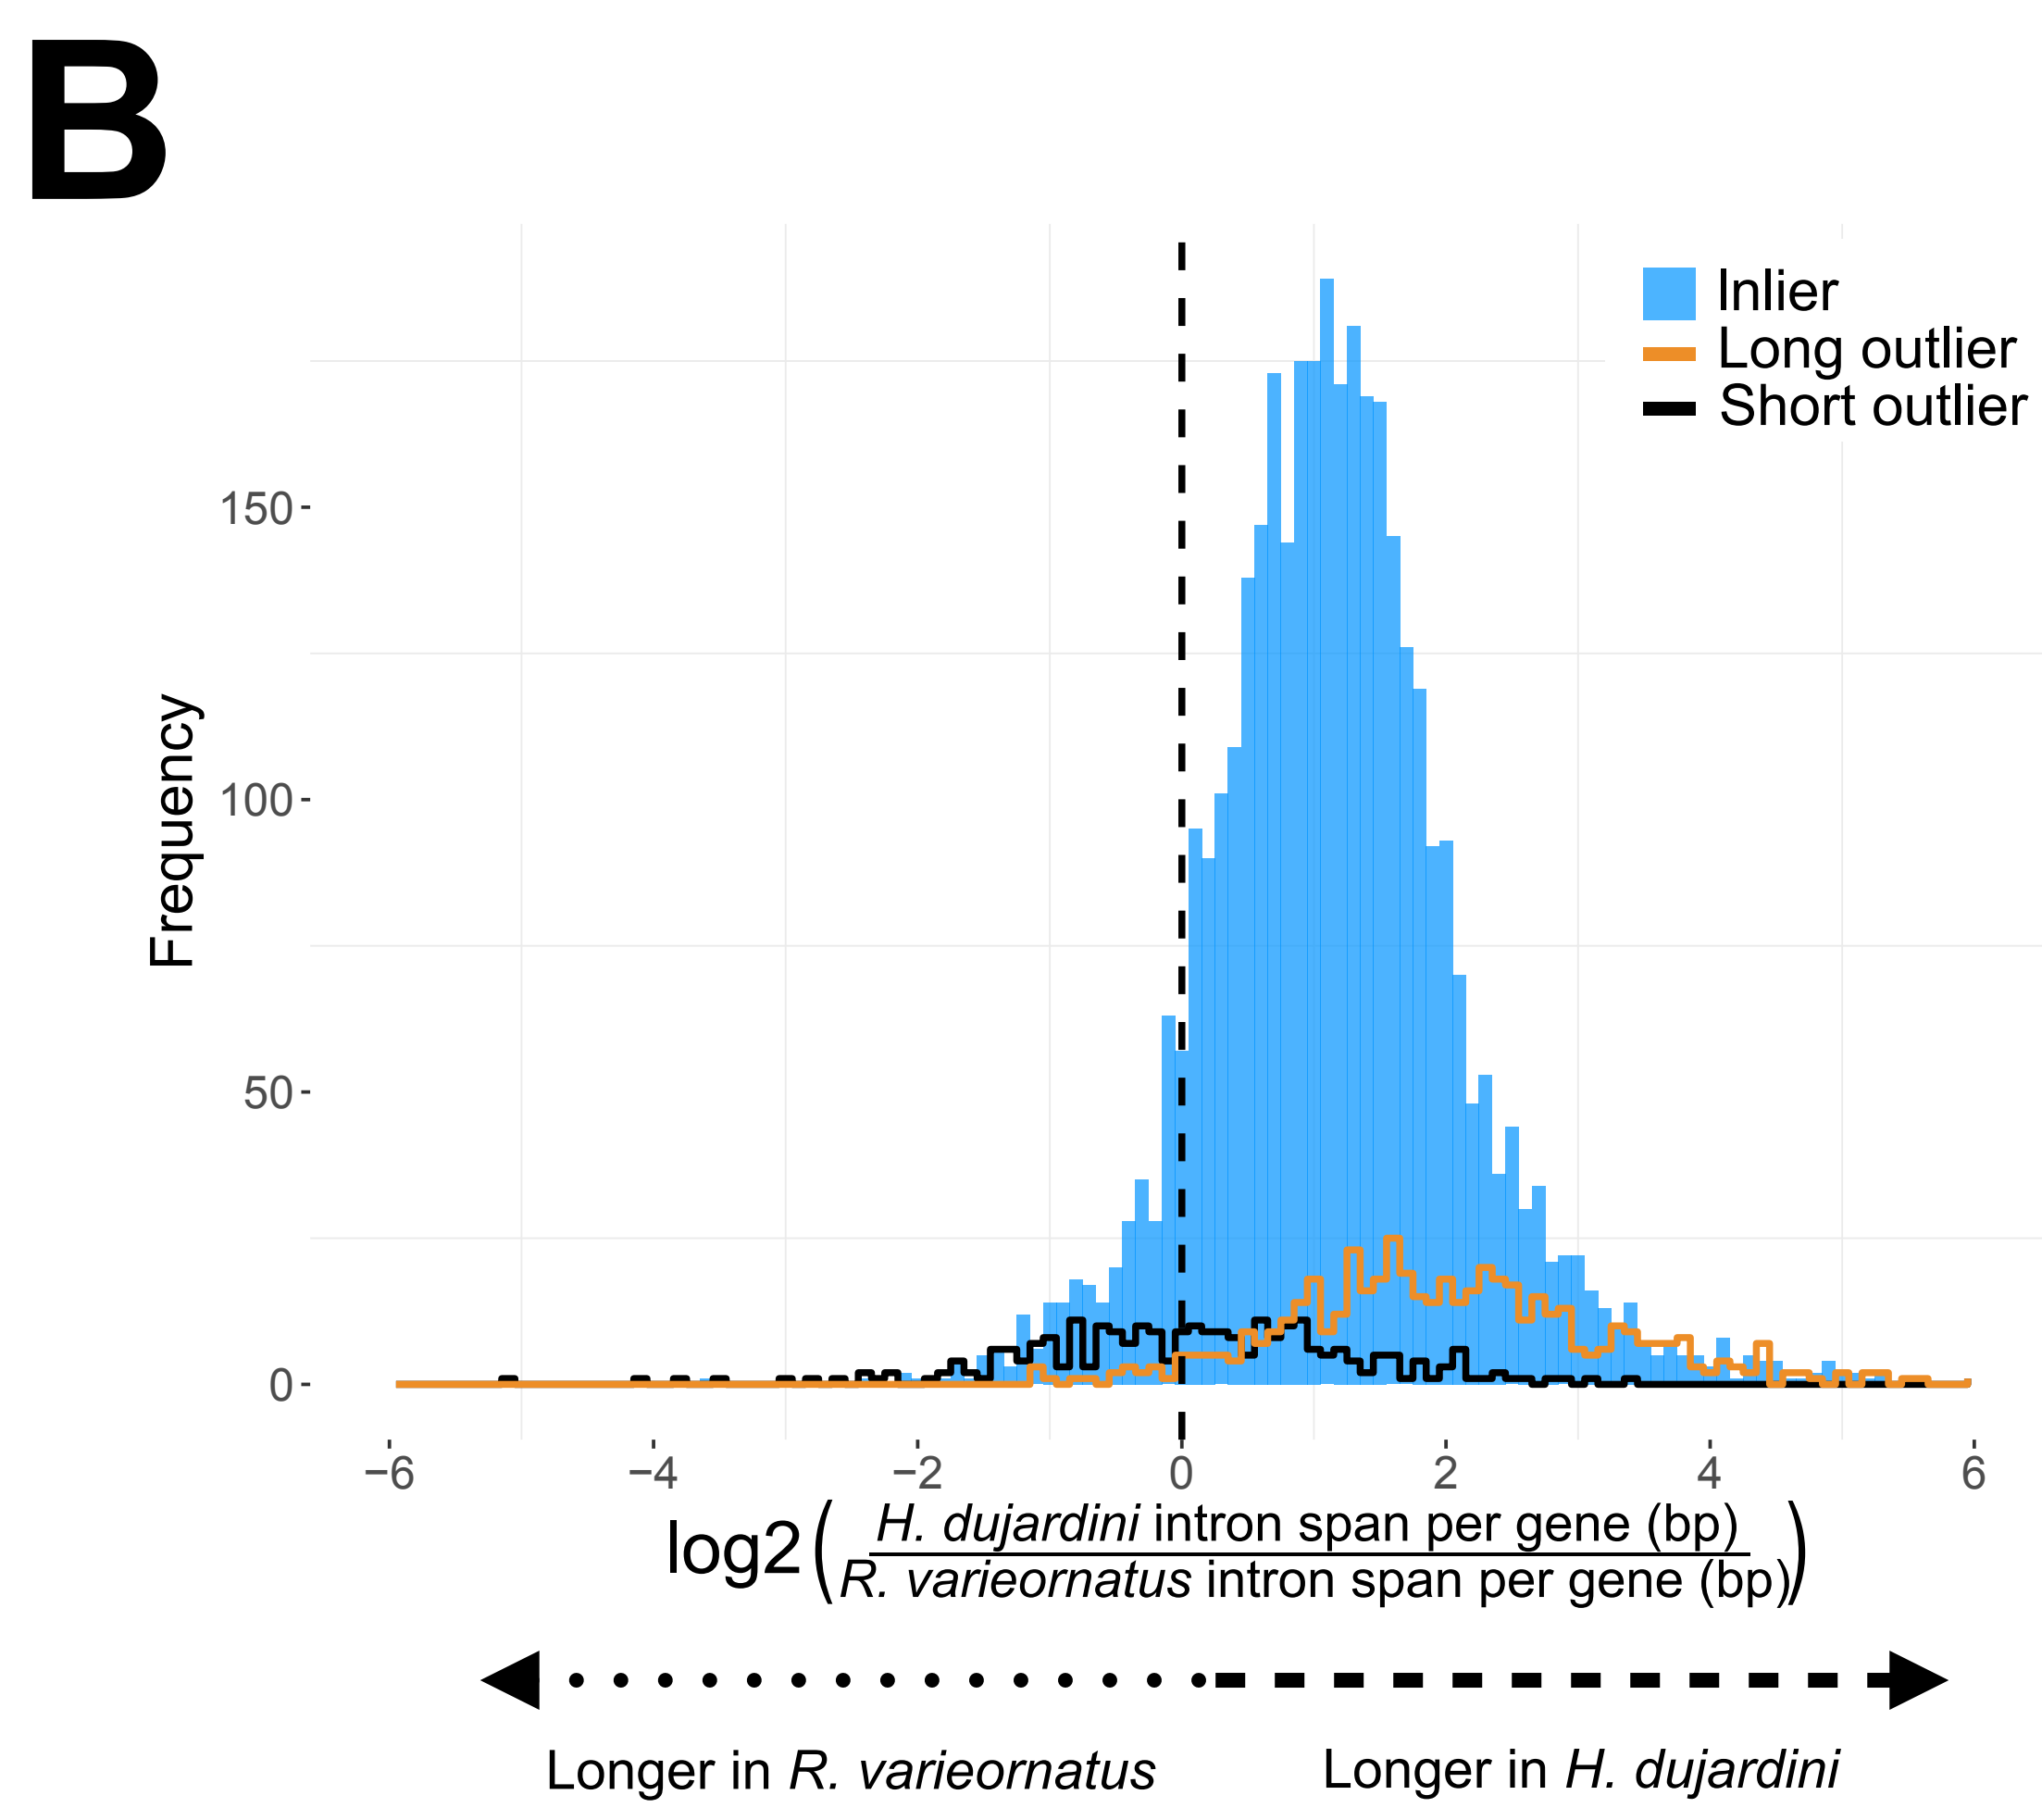 B
Inlier
Long outlier
Short outlier
150
100
50
0
Frequency
−6 −4 −2 0 2 4 6
log2(H. dujardini intron span per gene (bp)
R. varieornatus intron span per gene (bp))
Longer in R. varieornatus Longer in H. dujardini